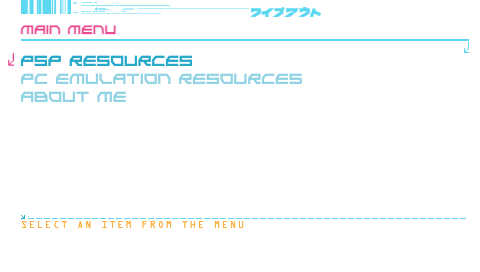 ワイプアウト
MAIN MENU
PSP RESOURCES
PC EMULATION RESOURCES
ABOUT ME
SELECT AN ITEM FROM THE MENU